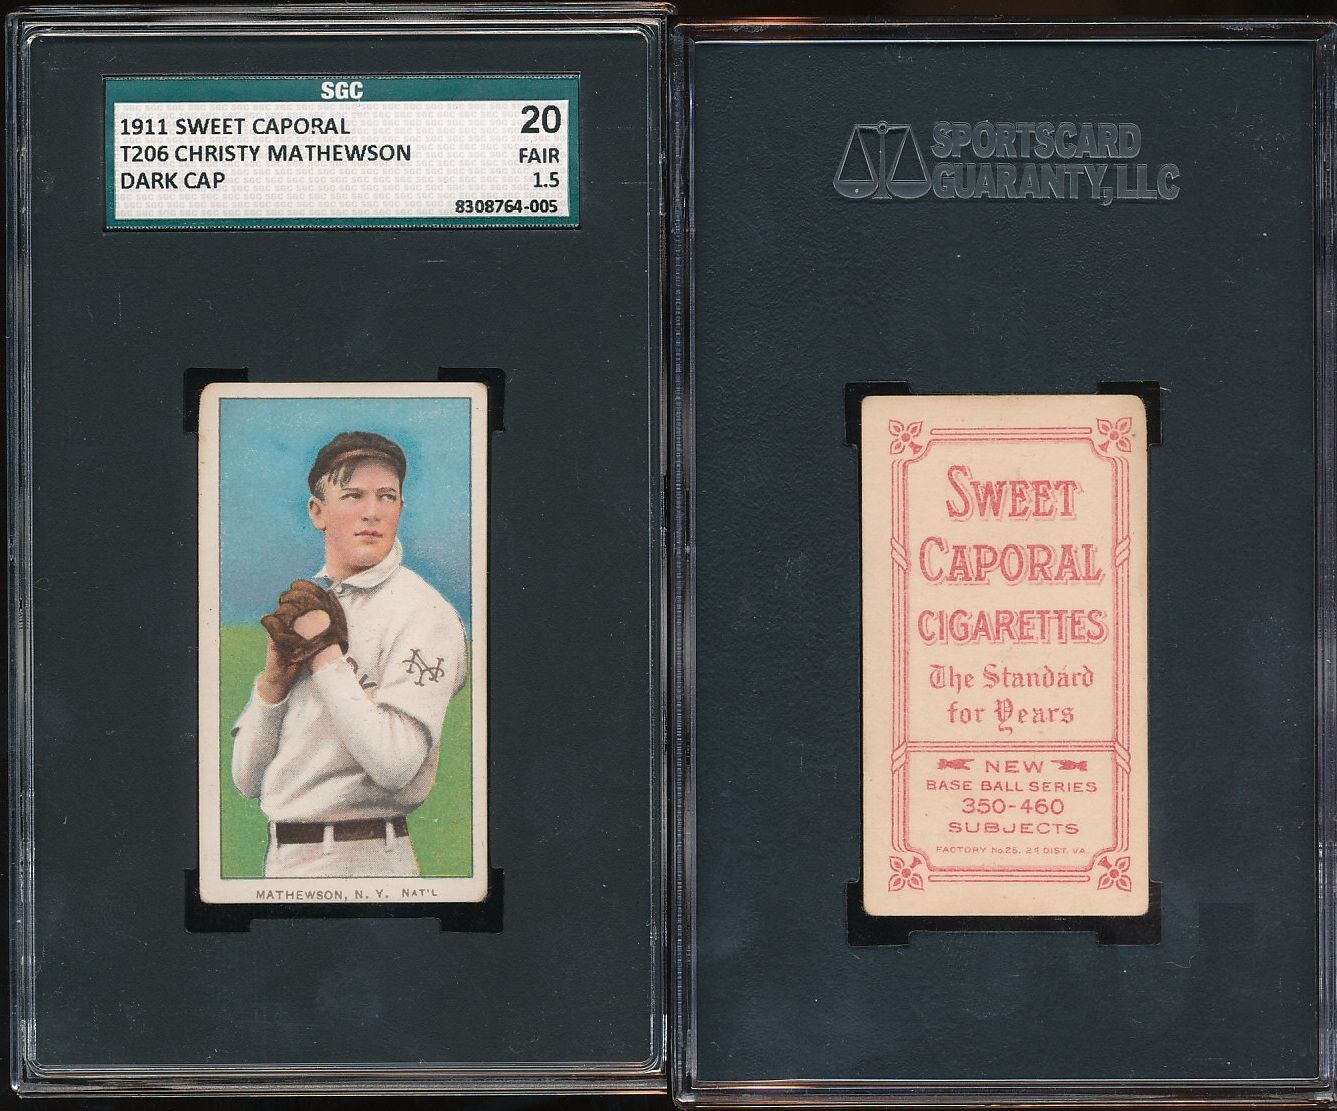 SGC
1911 SWEET CAPORAL
20
T206 CHRISTY MATHEWSON
FAIR
DARK CAP
1.5
8308764-005
NY
MATHEWSON, N. Y. NAT'L
SPORTSCARD
GUARANTY, LLC
SWEET
CAPORAL
CIGARETTES
The Standard
for Years
NEW
BASE BALL SERIES
350-460
SUBJECTS
FACTORY No. 25. 2d DIST. VA.